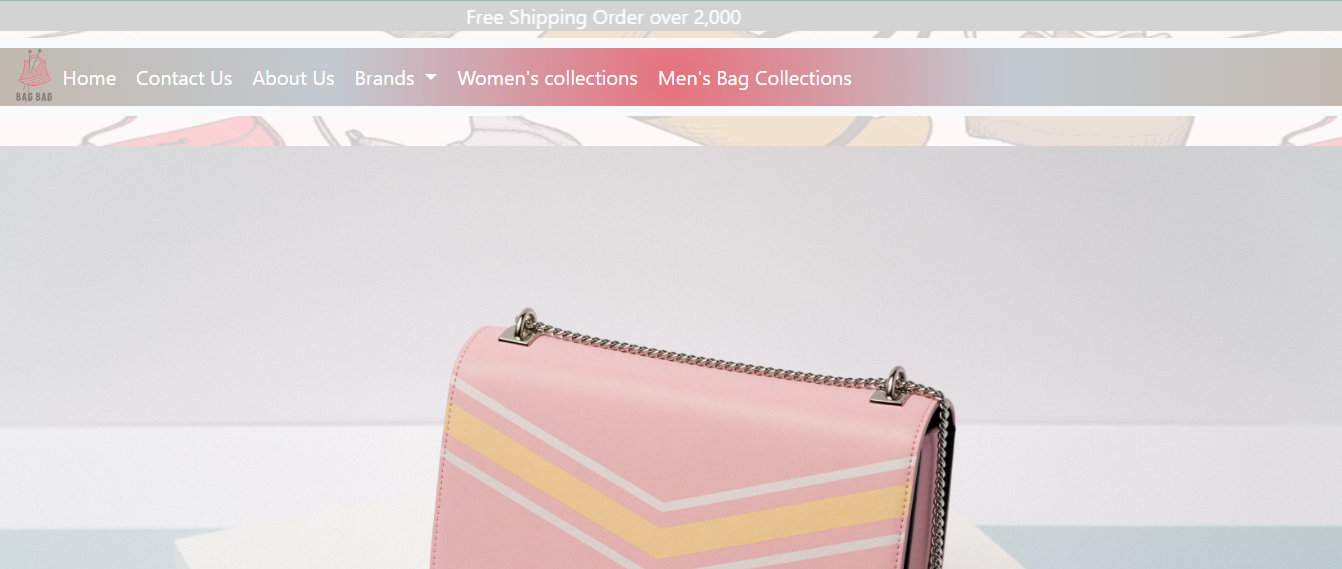 Free Shipping Order over 2,000
BAG BAG
Home Contact Us About Us Brands Women's collections Men's Bag Collections